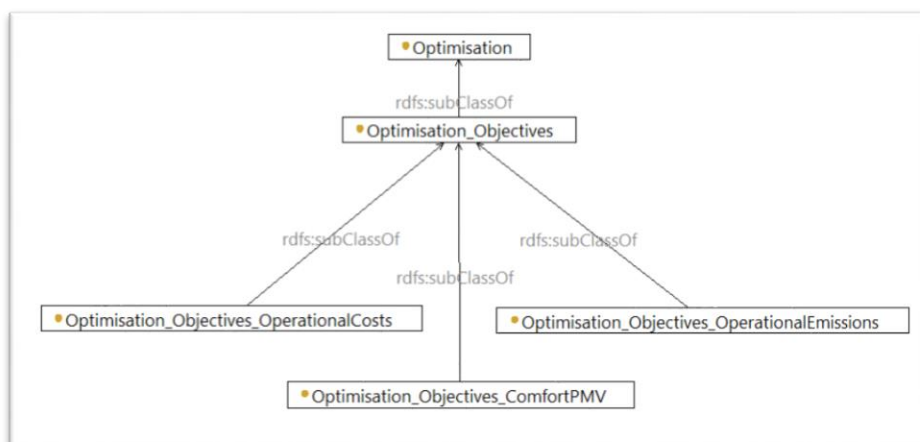 Optimisation
rdfs:subClassOf
Optimisation_Objectives
rdfs:subClassOf
rdfs:subClassOf
rdfs:subClassOf
Optimisation_Objectives_OperationalCosts
Optimisation_Objectives_OperationalEmissions
Optimisation_Objectives_ComfortPMV